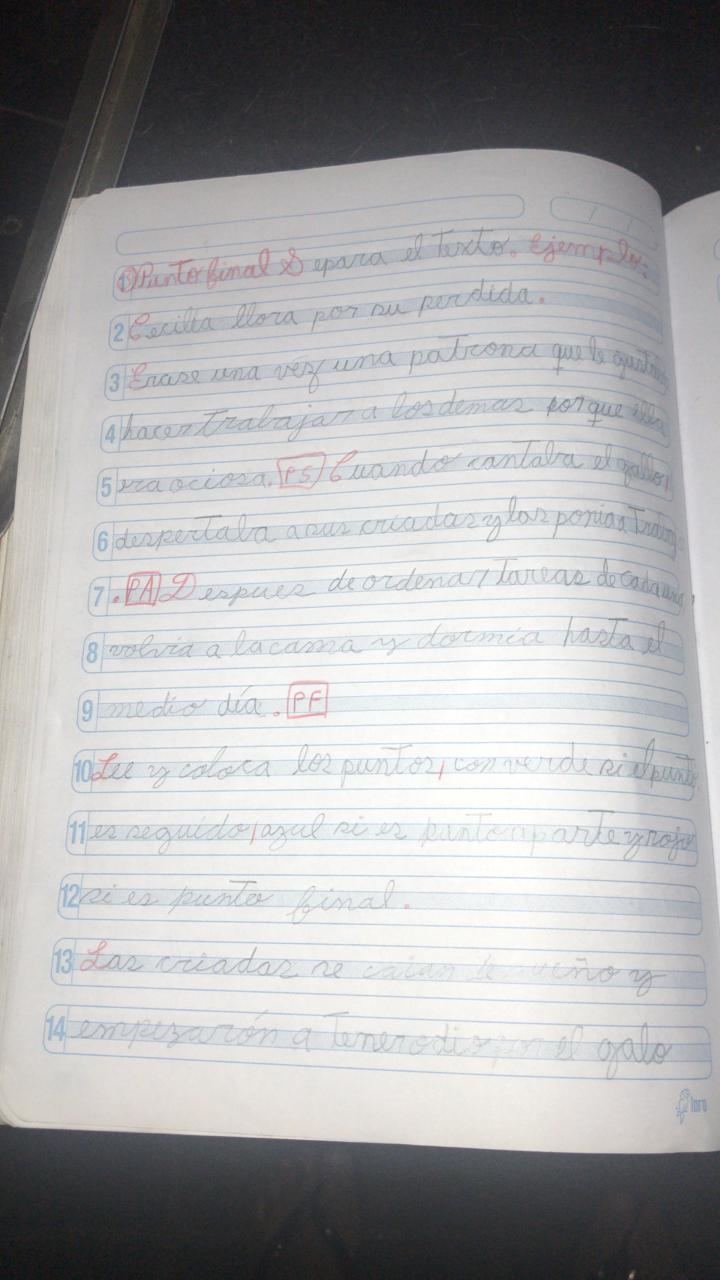 1 Punto final Separa el texto. Ejemplo:
2 Cecilia llora por su perdida.
3 Erase una vez una patrona que le gustaba
4 hacer trabajar a los demas porque ella
5 era ociosa. PS Cuando cantaba el gallo,
6 despertaba a sus criadas y las ponia a
7 . PA Despues de ordenar tareas de cada una,
8 volvia a la cama y dormia hasta el
9 medio día. PF
10 Lee y coloca los puntos, con verde si el punto
11 es seguido, azul si es punto aparte y rojo
12 si es punto final.
13 Las criadas se caian de sueño y
14 empezarón a tener odio por el galo
loro